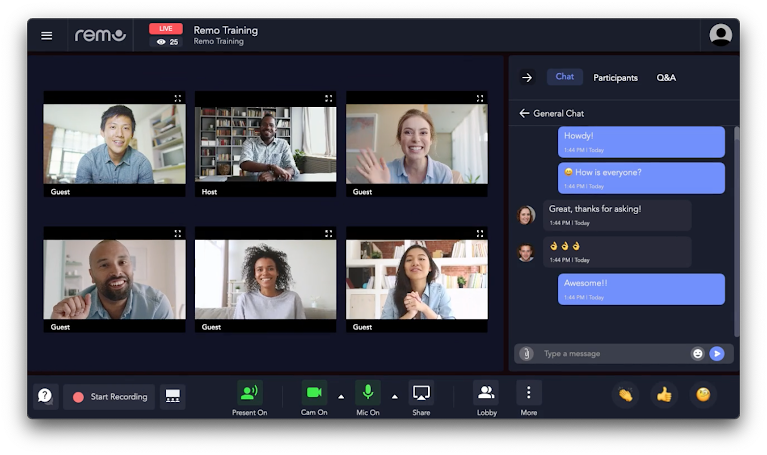 remo
LIVE
25
Remo Training
Remo Training
Chat
Participants
Q&A
General Chat
Howdy!
1:44 PM | Today
😄 How is everyone?
1:44 PM | Today
Great, thanks for asking!
1:44 PM | Today
👌👌👌
1:44 PM | Today
Awesome!!
1:44 PM | Today
Type a message
Guest
Host
Guest
Guest
Guest
Guest
Start Recording
Present On
Cam On
Mic On
Share
Lobby
More